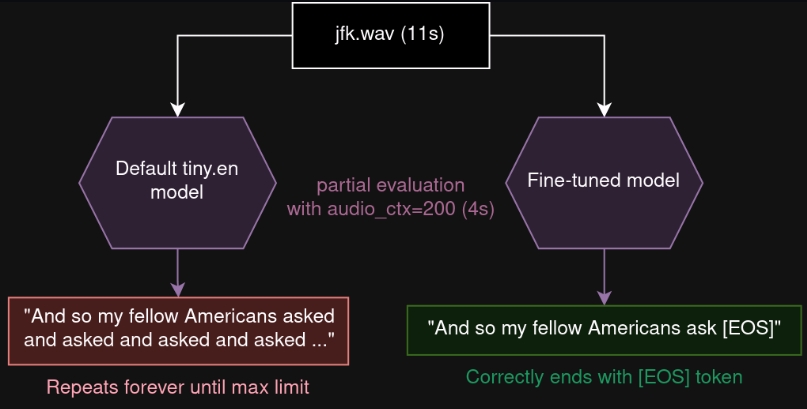 jfk.wav (11s)
Default tiny.en
model
partial evaluation
with audio_ctx=200 (4s)
Fine-tuned model
"And so my fellow Americans asked
and asked and asked and asked ..."
Repeats forever until max limit
"And so my fellow Americans ask [EOS]"
Correctly ends with [EOS] token